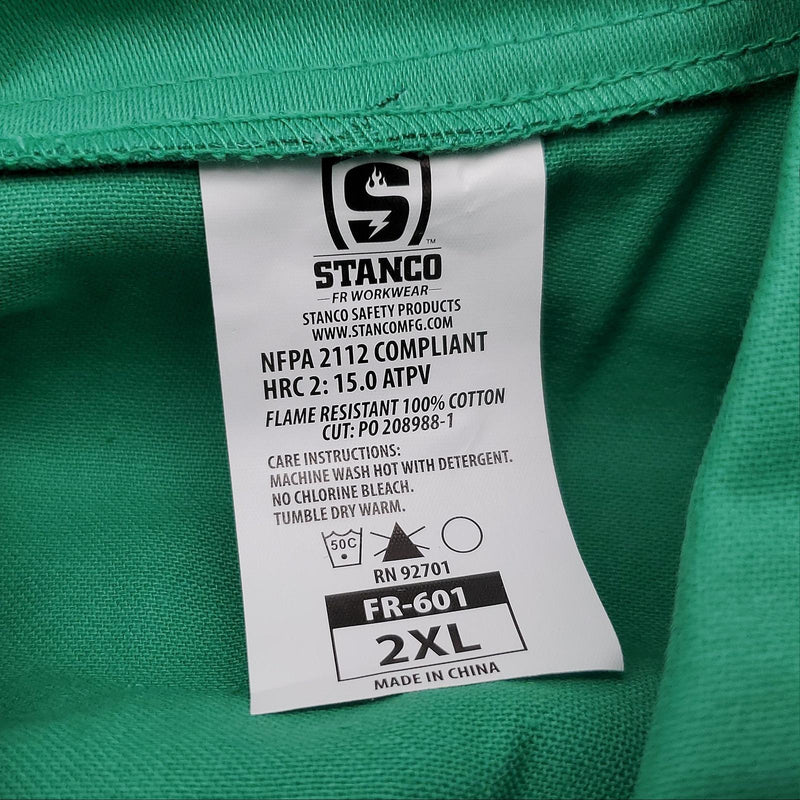 S
TM
STANCO
FR WORKWEAR
STANCO SAFETY PRODUCTS
WWW.STANCOMFG.COM
NFPA 2112 COMPLIANT
HRC 2: 15.0 ATPV
FLAME RESISTANT 100% COTTON
CUT: PO 208988-1
CARE INSTRUCTIONS:
MACHINE WASH HOT WITH DETERGENT.
NO CHLORINE BLEACH.
TUMBLE DRY WARM.
50C
RN 92701
FR-601
2XL
MADE IN CHINA